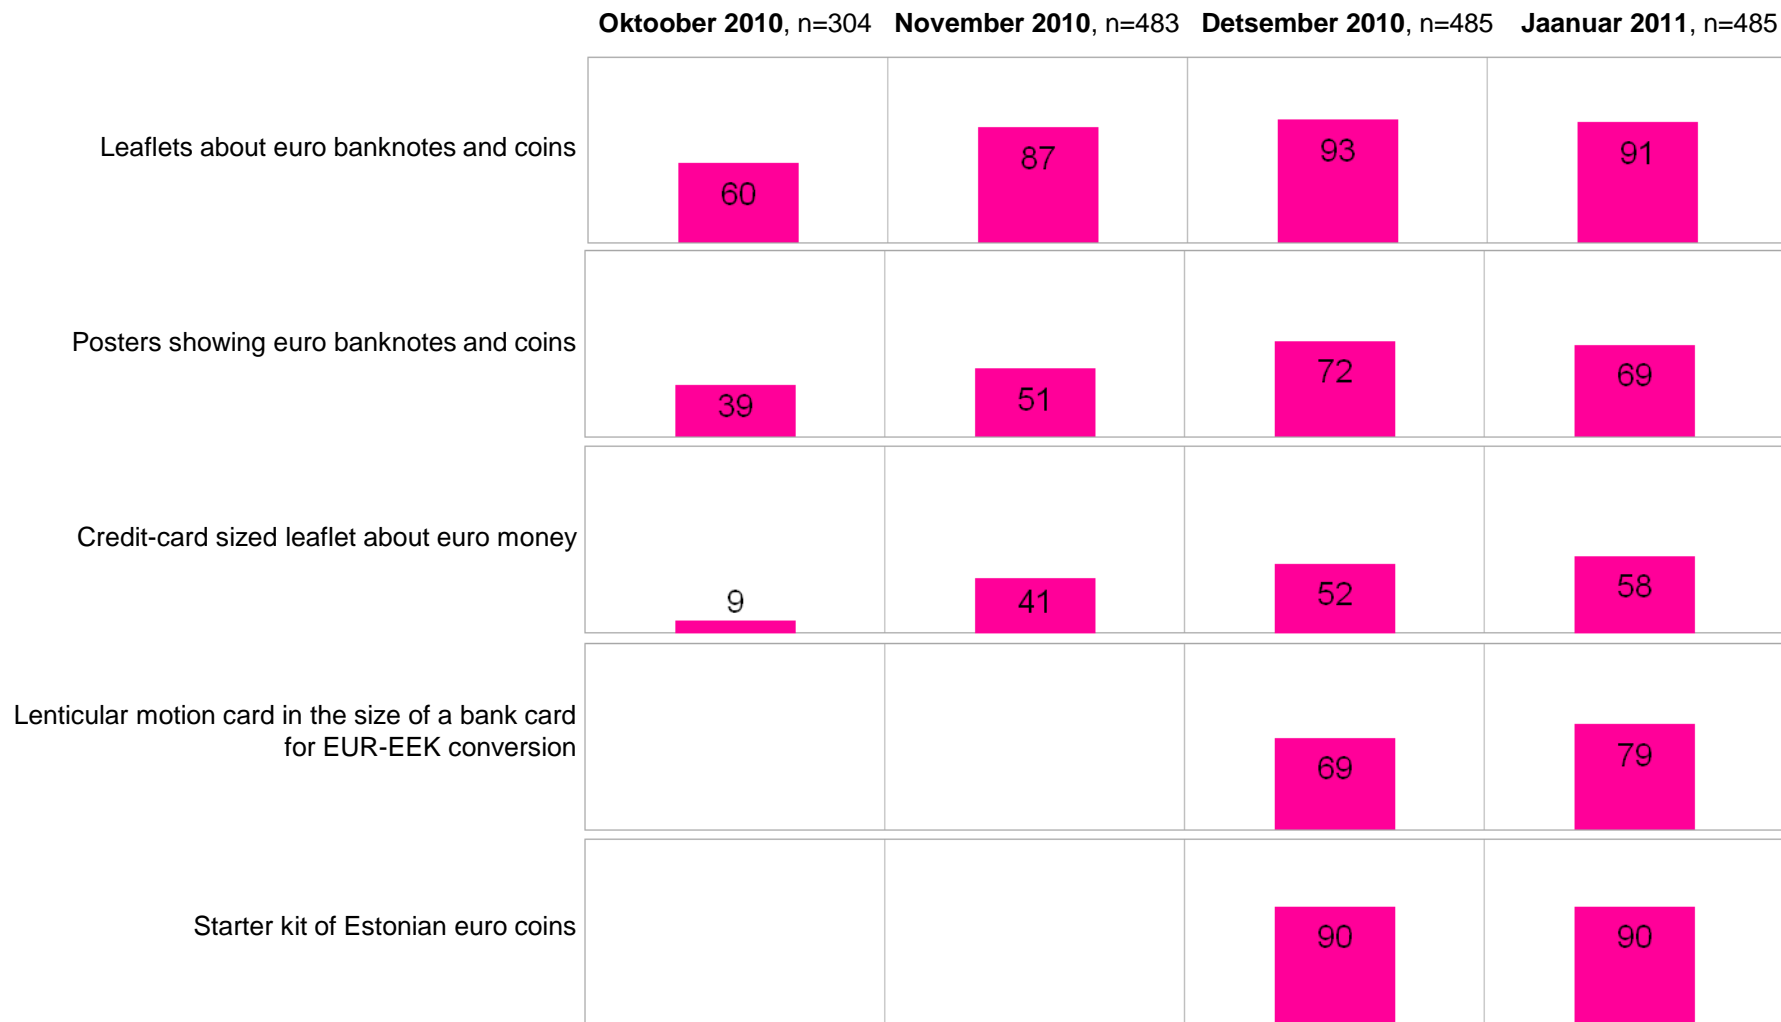 Oktoober 2010, n=304 November 2010, n=483 Detsember 2010, n=485 Jaanuar 2011, n=485
Leaflets about euro banknotes and coins
60 87 93 91
Posters showing euro banknotes and coins
39 51 72 69
Credit-card sized leaflet about euro money
9 41 52 58
Lenticular motion card in the size of a bank card
for EUR-EEK conversion
69 79
Starter kit of Estonian euro coins
90 90